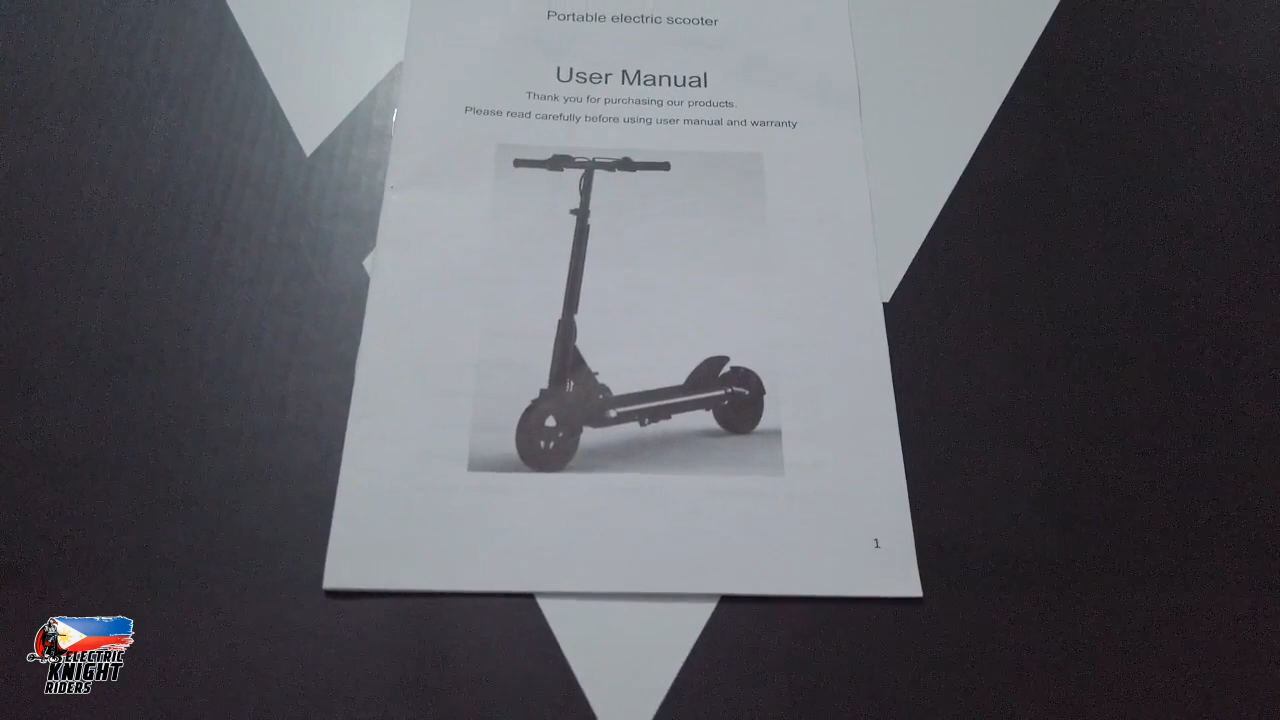 Portable electric scooter
User Manual
Thank you for purchasing our products.
Please read carefully before using user manual and warranty
1
ELECTRIC
KNIGHT
RIDERS